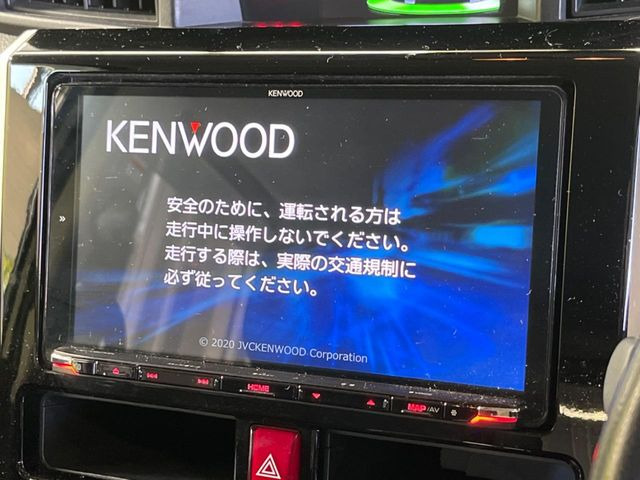 KENWOOD
KENWOOD
安全のために、運転される方は
走行中に操作しないでください。
走行する際は、実際の交通規制に
必ず従ってください。
© 2020 JVCKENWOOD Corporation
HOME
MAP/AV